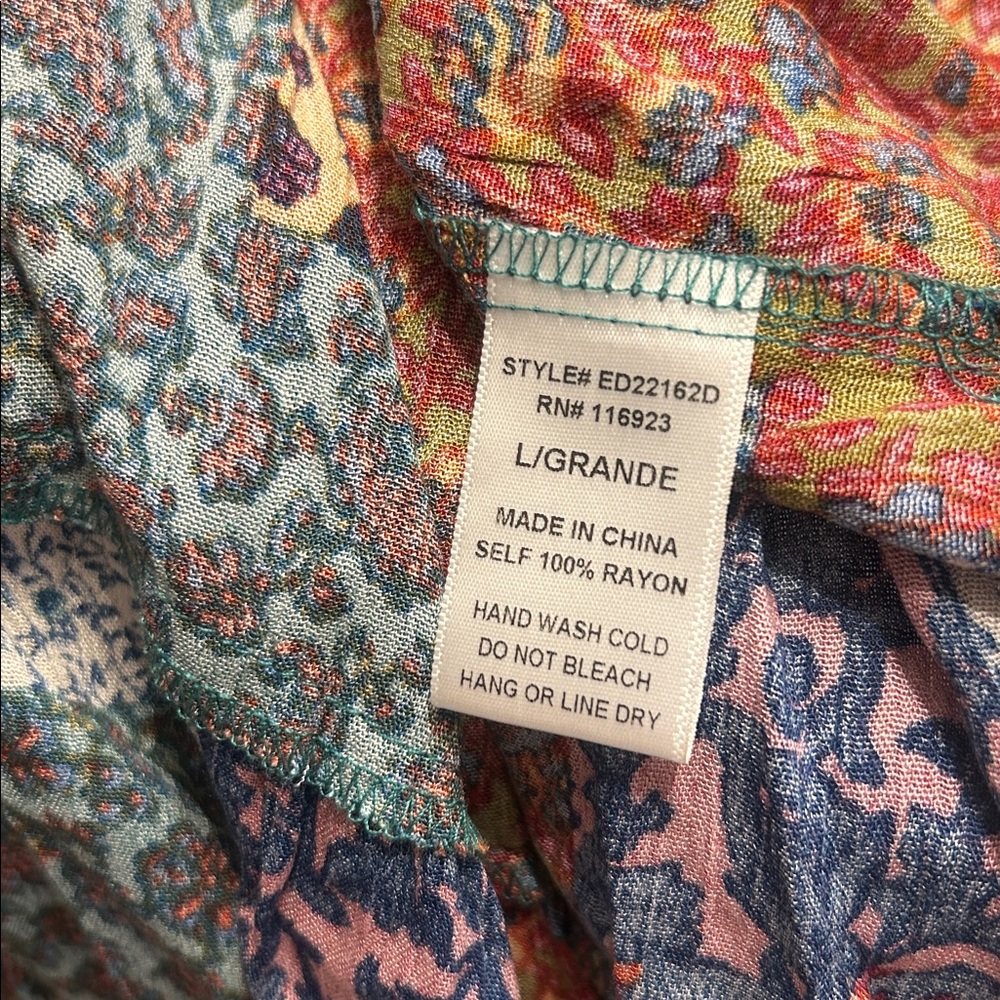 STYLE# ED22162D
RN# 116923
L/GRANDE
MADE IN CHINA
SELF 100% RAYON
HAND WASH COLD
DO NOT BLEACH
HANG OR LINE DRY